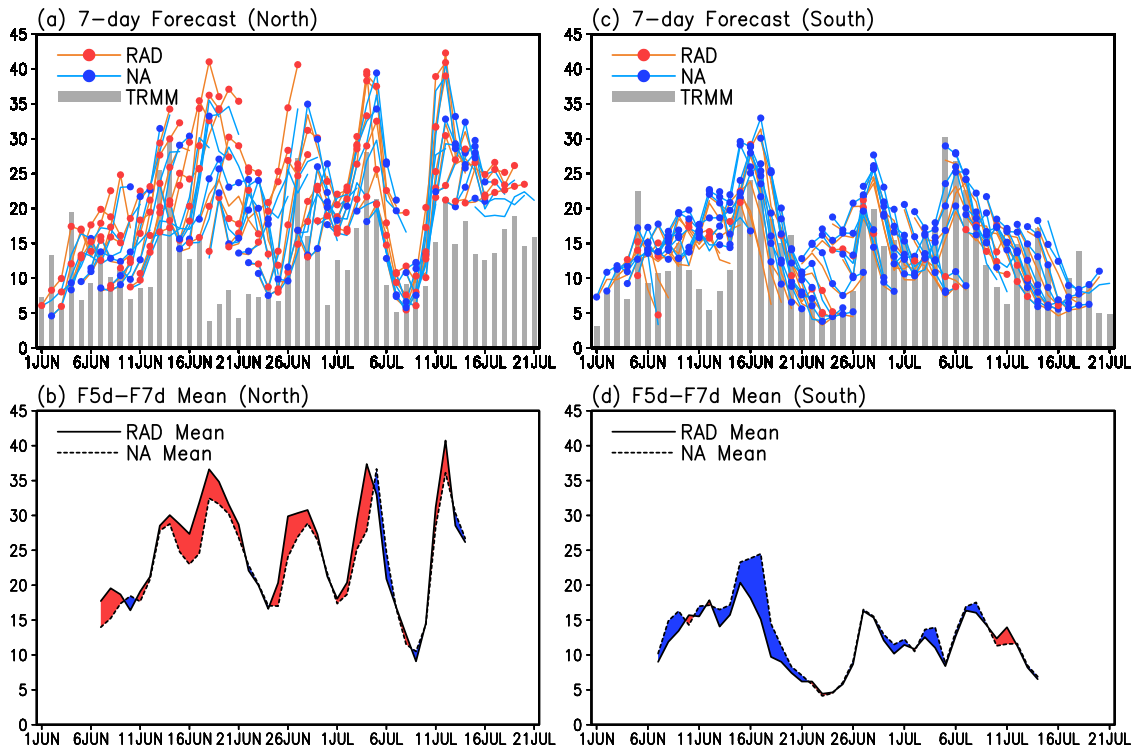 (a) 7-day Forecast (North)
45
40
35
30
25
20
15
10
5
0
RAD
NA
TRMM
1JUN 6JUN 11JUN 16JUN 21JUN 26JUN 1JUL 6JUL 11JUL 16JUL 21JUL
(c) 7-day Forecast (South)
45
40
35
30
25
20
15
10
5
0
RAD
NA
TRMM
1JUN 6JUN 11JUN 16JUN 21JUN 26JUN 1JUL 6JUL 11JUL 16JUL 21JUL
(b) F5d-F7d Mean (North)
45
40
35
30
25
20
15
10
5
0
RAD Mean
NA Mean
1JUN 6JUN 11JUN 16JUN 21JUN 26JUN 1JUL 6JUL 11JUL 16JUL 21JUL
(d) F5d-F7d Mean (South)
45
40
35
30
25
20
15
10
5
0
RAD Mean
NA Mean
1JUN 6JUN 11JUN 16JUN 21JUN 26JUN 1JUL 6JUL 11JUL 16JUL 21JUL